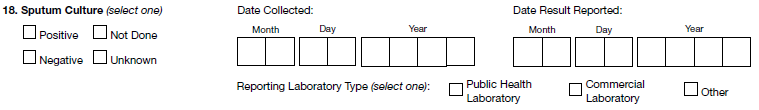 18. Sputum Culture (select one) Date Collected: Date Result Reported:
Month Day Year Month Day Year
Positive Not Done
Negative Unknown
Reporting Laboratory Type (select one): Public Health Laboratory Commercial Laboratory Other